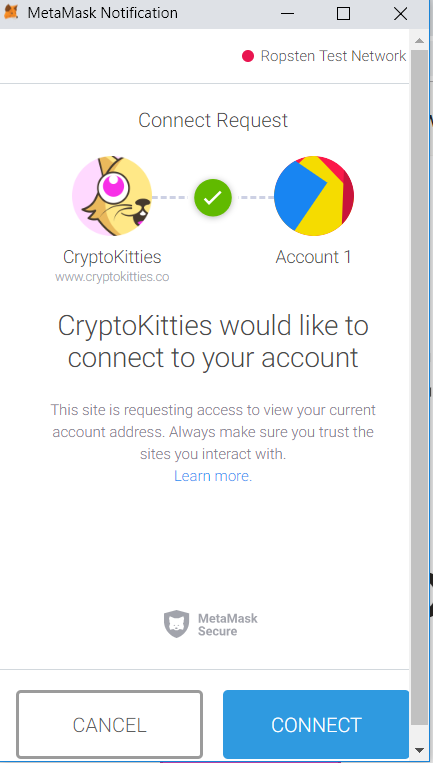 MetaMask Notification
Ropsten Test Network
Connect Request
CryptoKitties
www.cryptokitties.co
Account 1
CryptoKitties would like to
connect to your account
This site is requesting access to view your current
account address. Always make sure you trust the
sites you interact with.
Learn more.
MetaMask
Secure
CANCEL
CONNECT